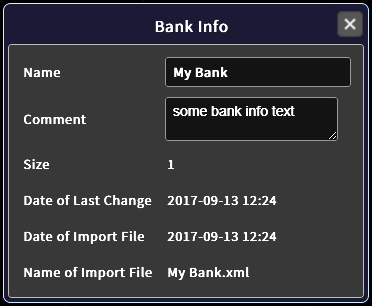 Bank Info
Name My Bank
Comment some bank info text
Size 1
Date of Last Change 2017-09-13 12:24
Date of Import File 2017-09-13 12:24
Name of Import File My Bank.xml